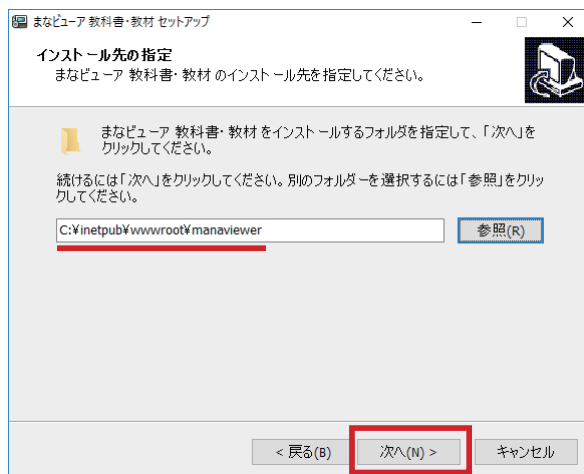 まなビューア 教科書・教材 セットアップ
インストール先の指定
まなビューア 教科書・教材 のインストール先を指定してください。
まなビューア 教科書・教材 をインストールするフォルダを指定して、「次へ」を
クリックしてください。
続けるには「次へ」をクリックしてください。別のフォルダーを選択するには「参照」をクリッ
クしてください。
C:¥inetpub¥wwwroot¥manaviewer
参照(R)
< 戻る(B)
次へ(N) >
キャンセル